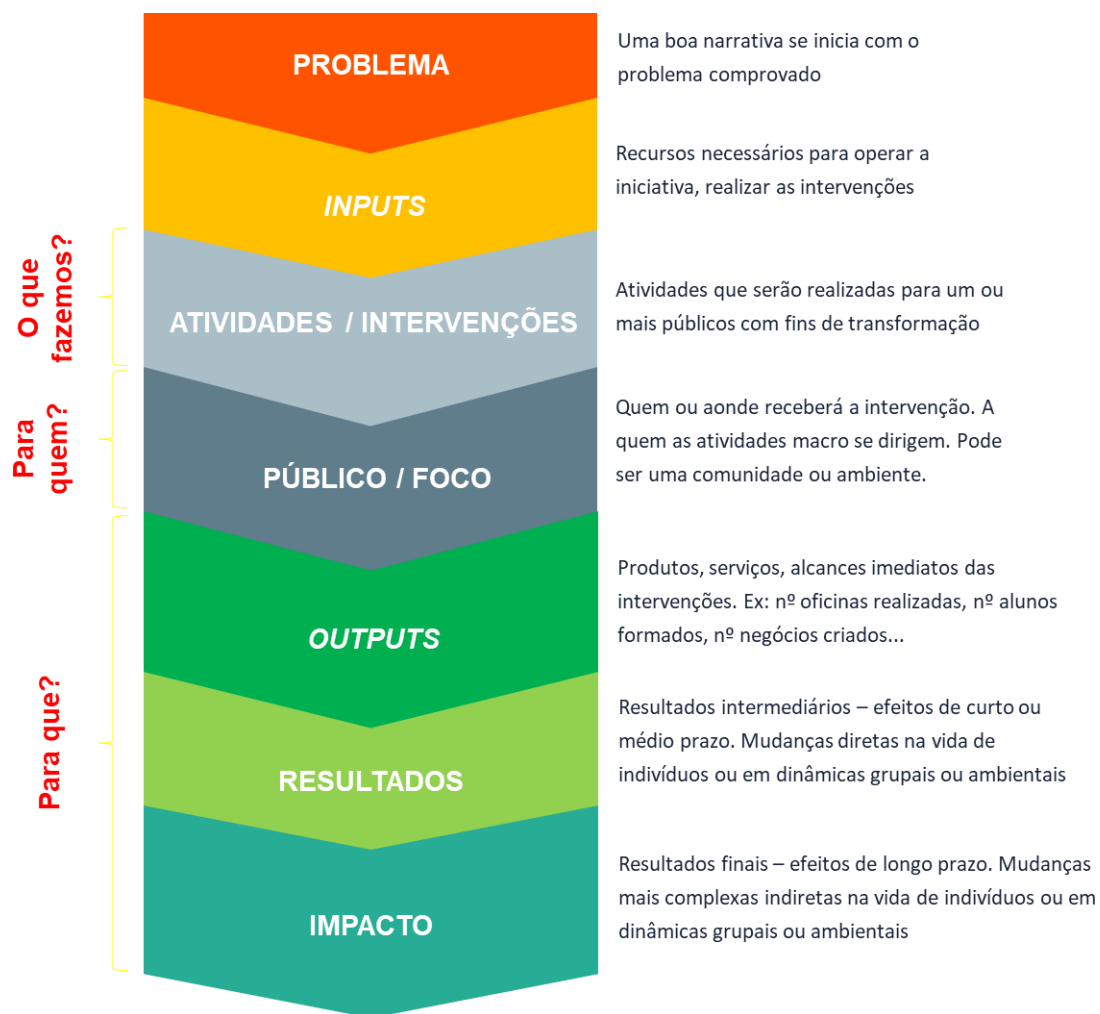 PROBLEMA
Uma boa narrativa se inicia com o
problema comprovado
INPUTS
Recursos necessários para operar a
iniciativa, realizar as intervenções
O que
fazemos?
ATIVIDADES / INTERVENÇÕES
Atividades que serão realizadas para um ou
mais públicos com fins de transformação
Para
quem?
PÚBLICO / FOCO
Quem ou aonde receberá a intervenção. A
quem as atividades macro se dirigem. Pode
ser uma comunidade ou ambiente.
Para que?
OUTPUTS
Produtos, serviços, alcances imediatos das
intervenções. Ex: nº oficinas realizadas, nº alunos
formados, nº negócios criados...
RESULTADOS
Resultados intermediários – efeitos de curto ou
médio prazo. Mudanças diretas na vida de
indivíduos ou em dinâmicas grupais ou ambientais
IMPACTO
Resultados finais – efeitos de longo prazo. Mudanças
mais complexas indiretas na vida de indivíduos ou em
dinâmicas grupais ou ambientais